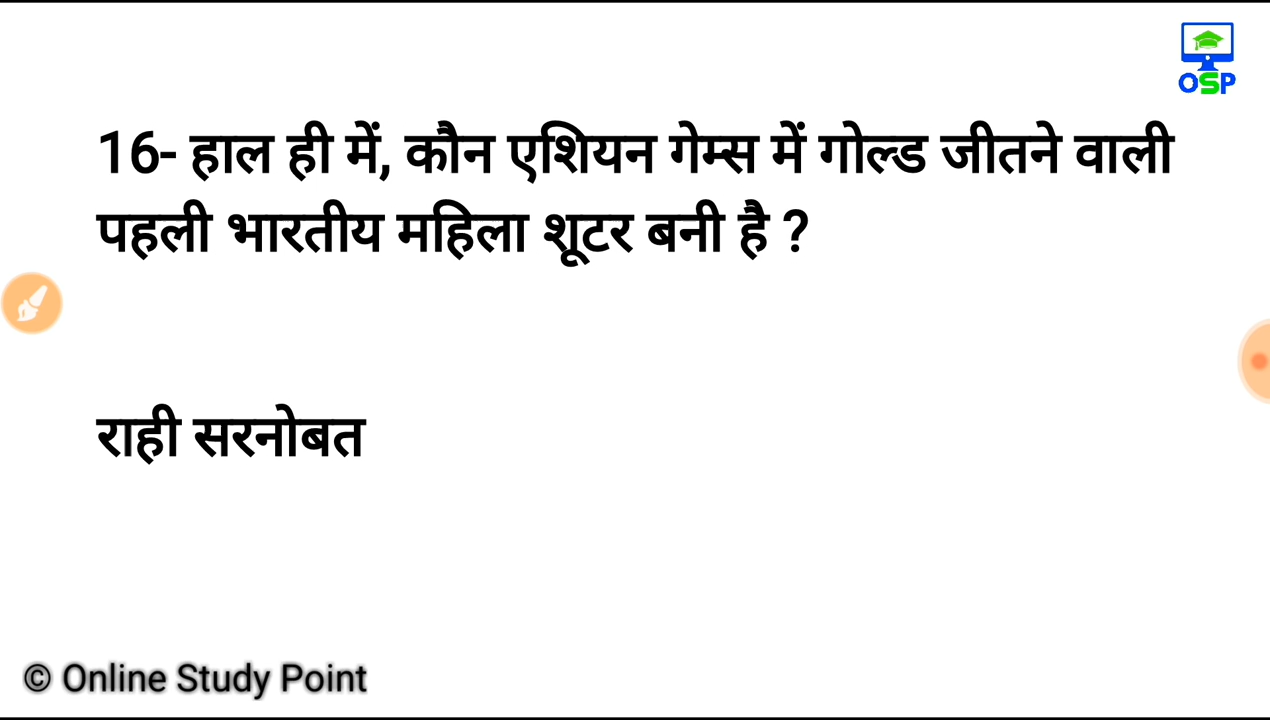 OSP
16- हाल ही में, कौन एशियन गेम्स में गोल्ड जीतने वाली
पहली भारतीय महिला शूटर बनी है ?
राही सरनोबत
© Online Study Point